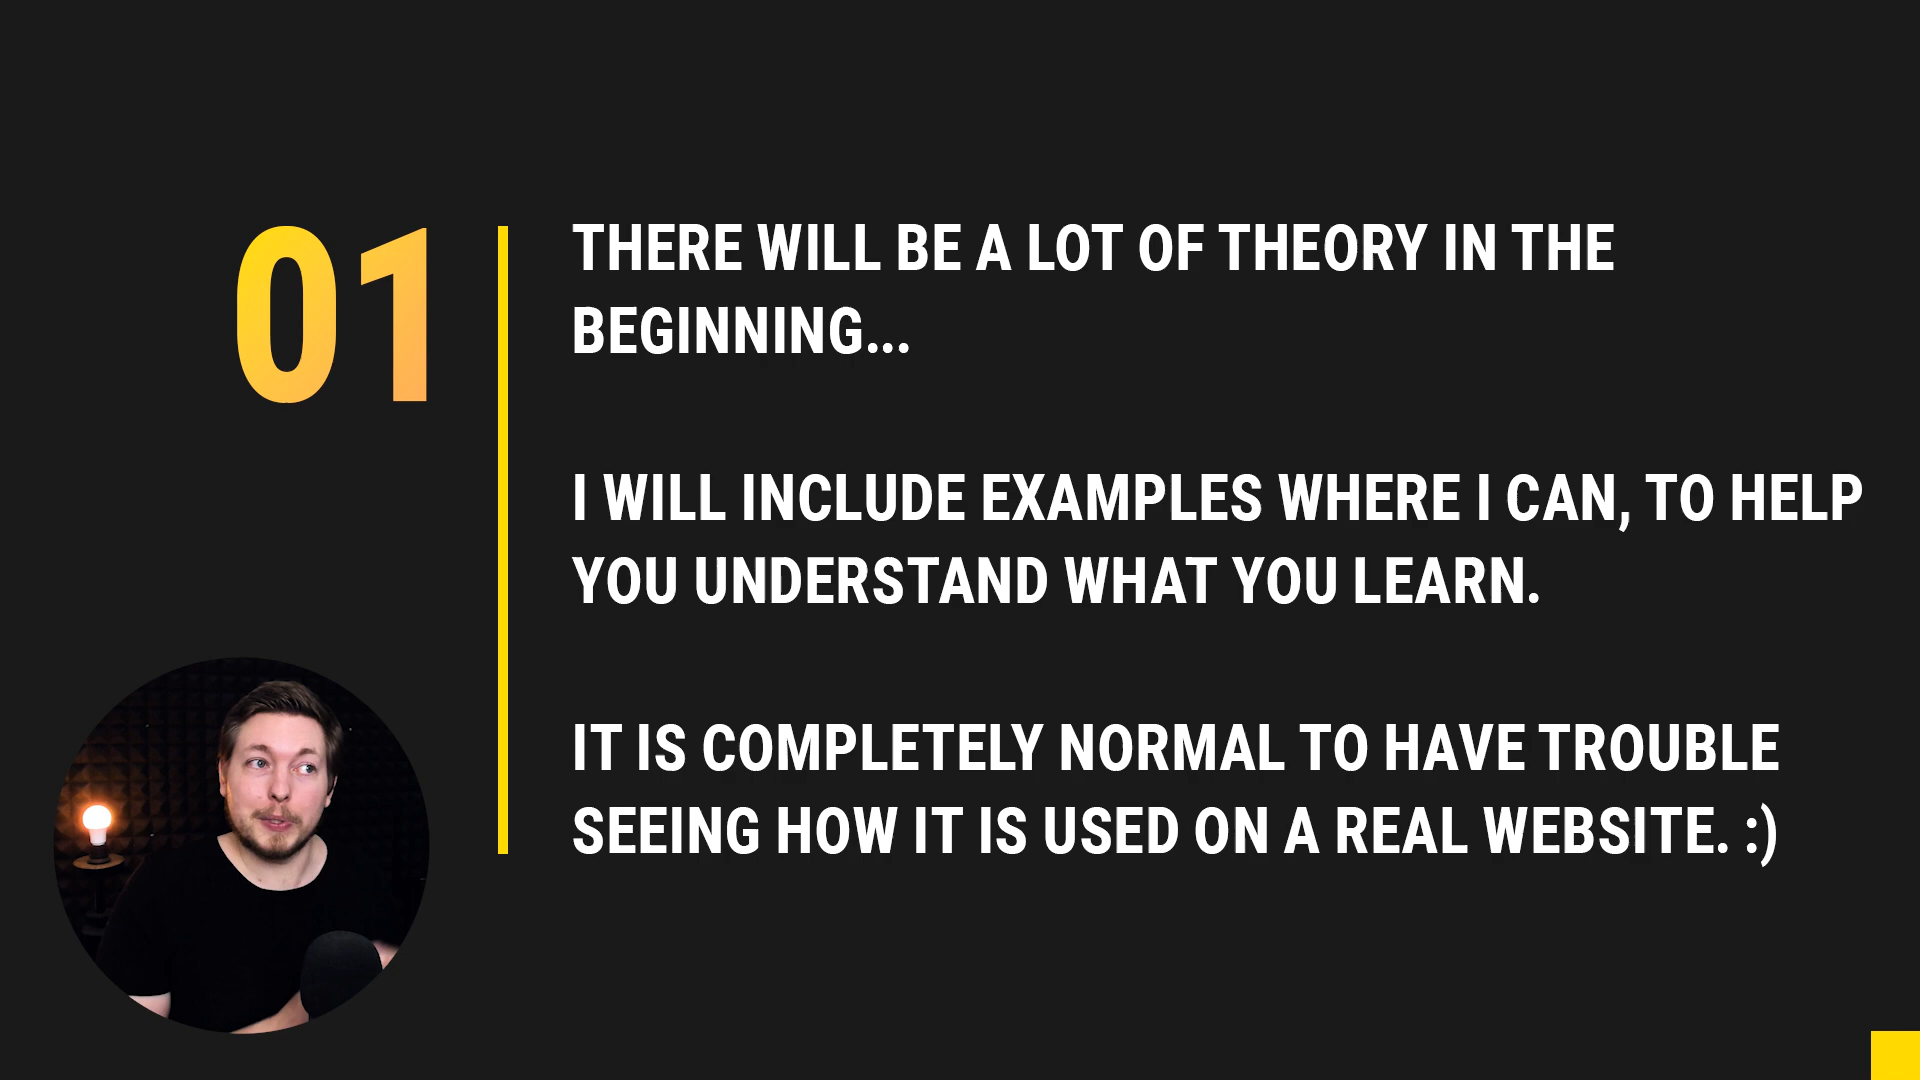 01
THERE WILL BE A LOT OF THEORY IN THE
BEGINNING...
I WILL INCLUDE EXAMPLES WHERE I CAN, TO HELP
YOU UNDERSTAND WHAT YOU LEARN.
IT IS COMPLETELY NORMAL TO HAVE TROUBLE
SEEING HOW IT IS USED ON A REAL WEBSITE. :)